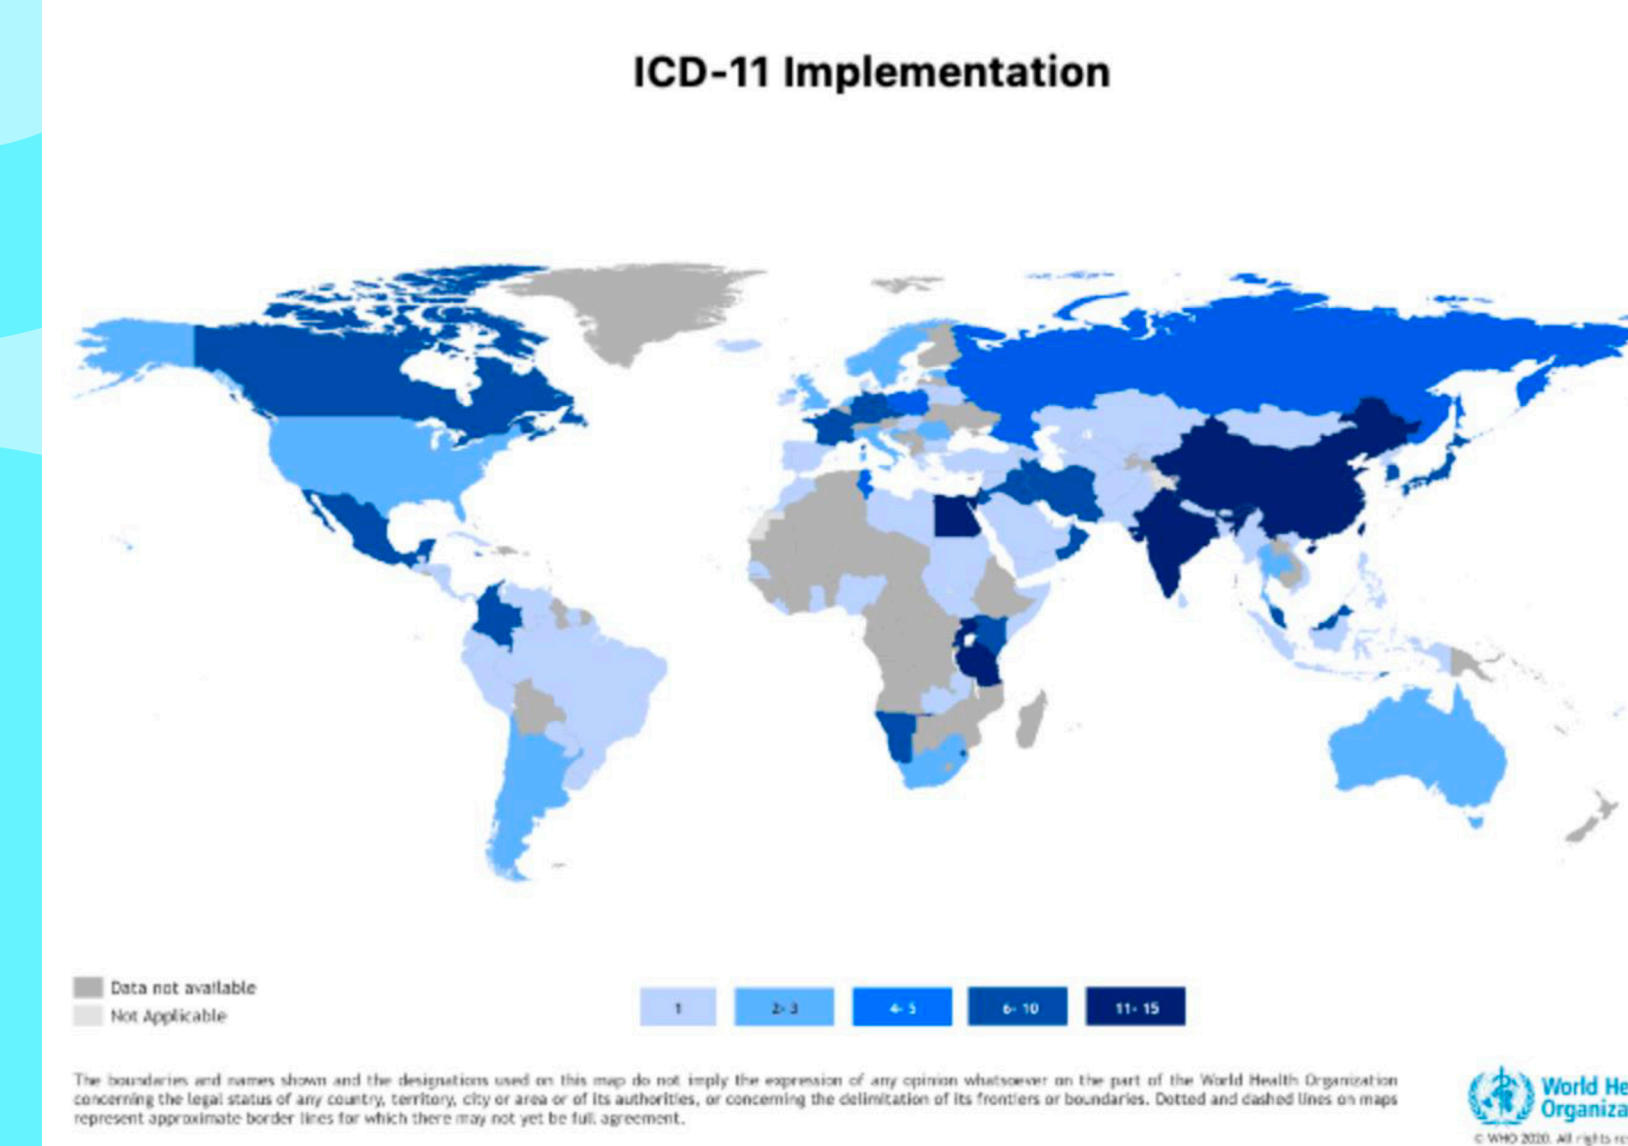 ICD-11 Implementation
Data not available
Not Applicable
1
2- 3
4- 5
6- 10
11- 15
The boundaries and names shown and the designations used on this map do not imply the expression of any opinion whatsoever on the part of the World Health Organization
concerning the legal status of any country, territory, city or area or of its authorities, or concerning the delimitation of its frontiers or boundaries. Dotted and dashed lines on maps
represent approximate border lines for which there may not yet be full agreement.
World He
Organiza
© WHO 2020. All rights re